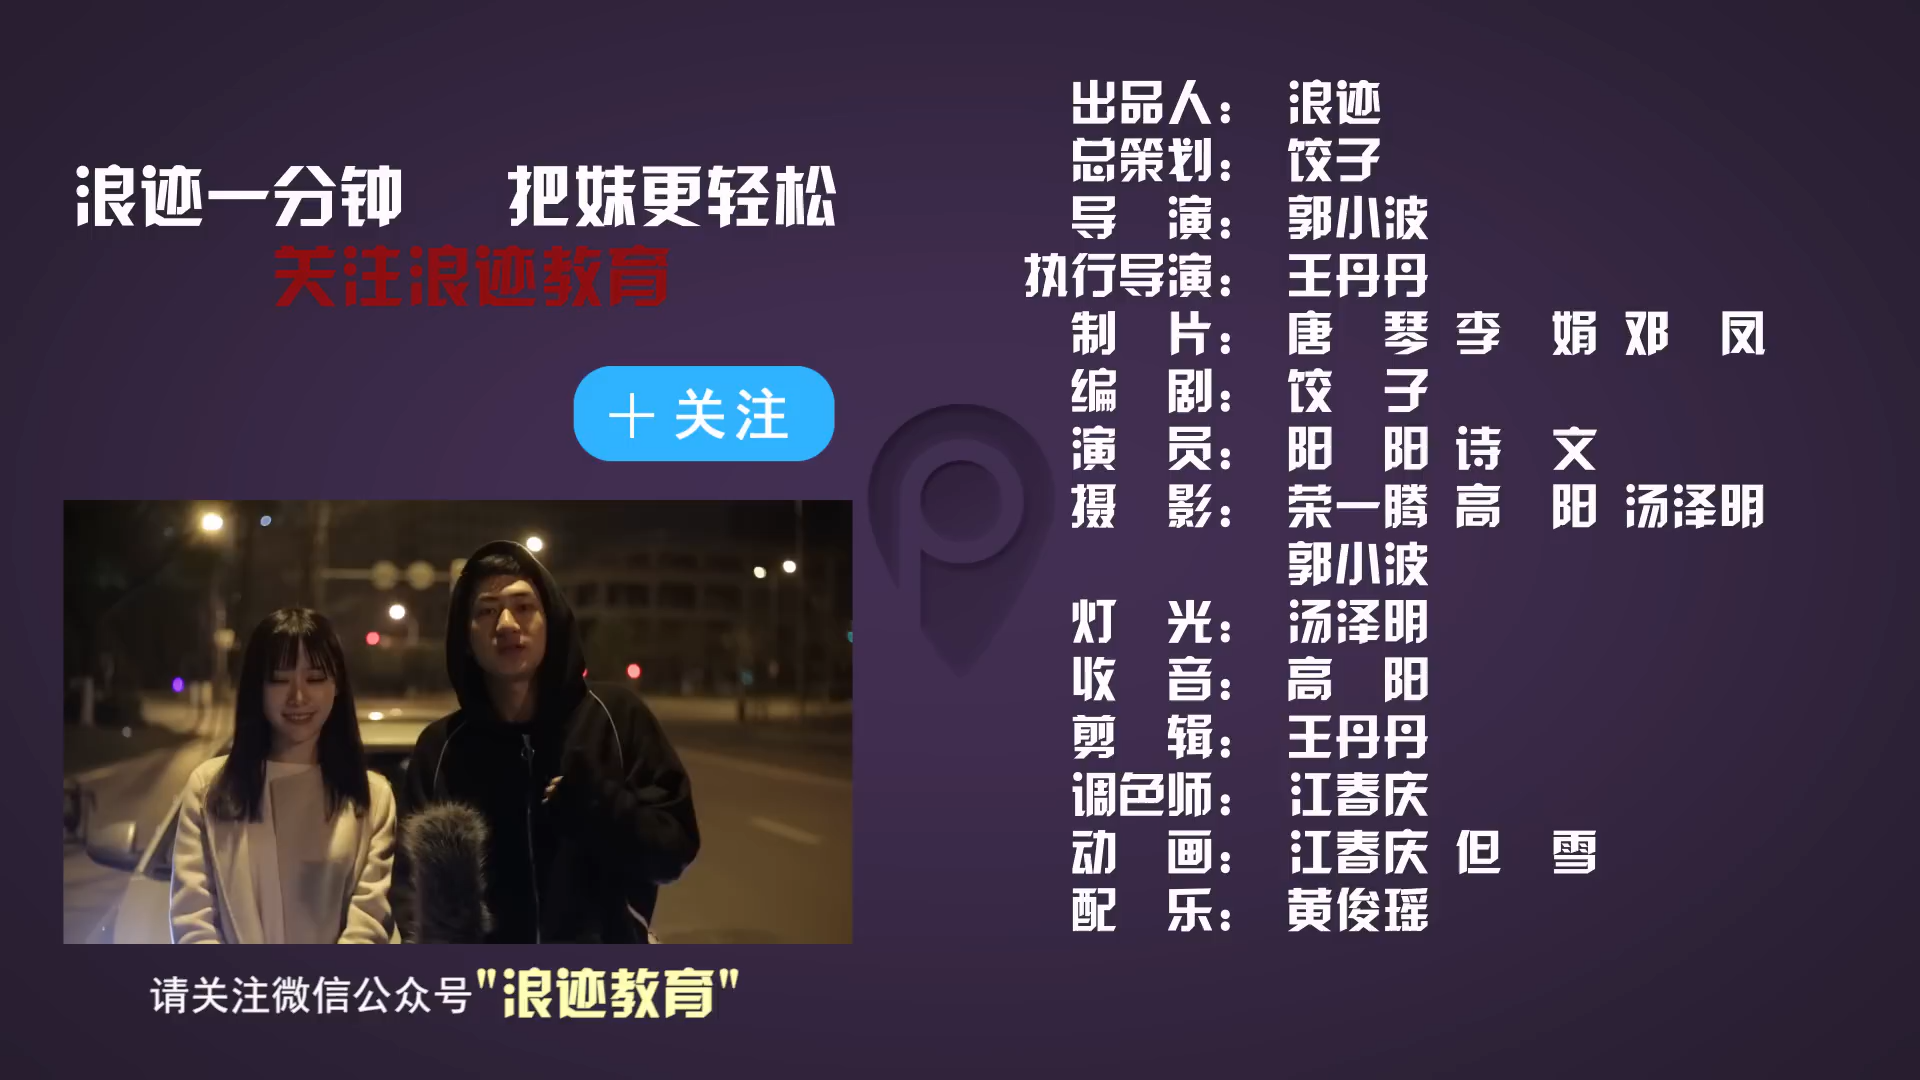 浪迹一分钟 把妹更轻松
关注浪迹教育
+关注
请关注微信公众号"浪迹教育"
出品人： 浪迹
总策划： 饺子
导 演： 郭小波
执行导演： 王丹丹
制 片： 唐 琴 李 娟 邓 凤
编 剧： 饺 子
演 员： 阳 阳 诗 文
摄 影： 荣一腾 高 阳 汤泽明
郭小波
灯 光： 汤泽明
收 音： 高 阳
剪 辑： 王丹丹
调色师： 江春庆
动 画： 江春庆 但 雪
配 乐： 黄俊瑶